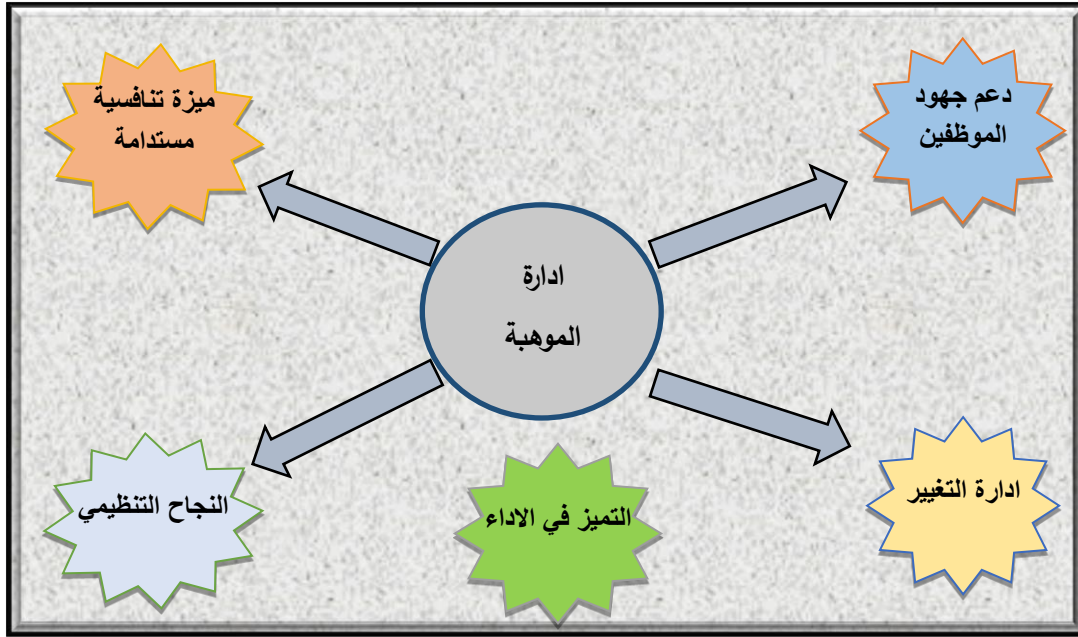 دعم جهود
الموظفين
ميزة تنافسية
مستدامة
ادارة
الموهبة
ادارة التغيير
التميز في الاداء
النجاح التنظيمي